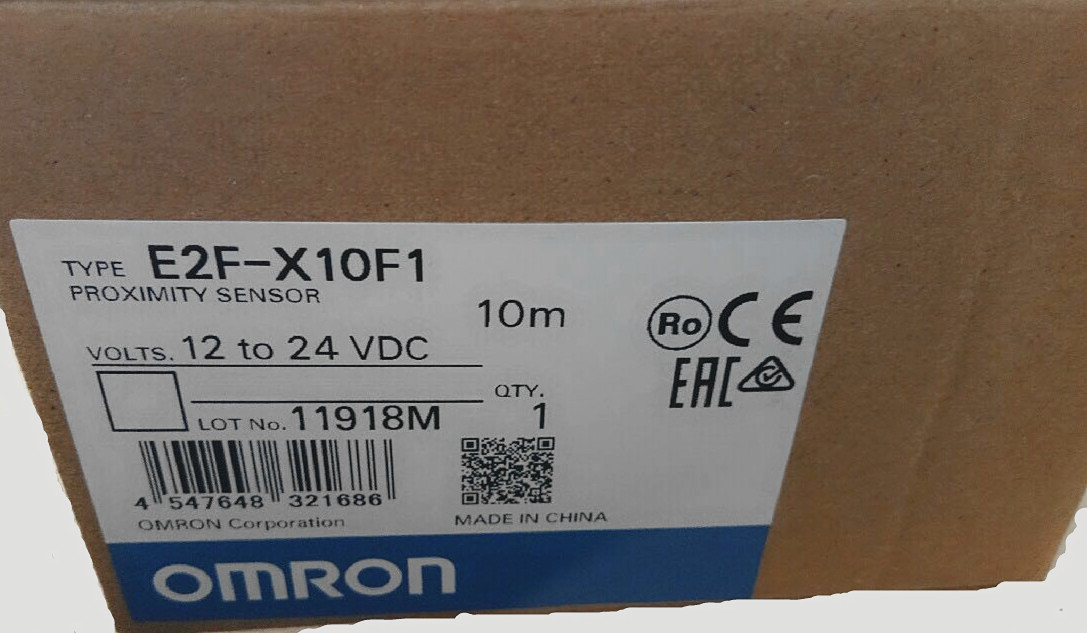 TYPE E2F-X10F1
PROXIMITY SENSOR
10m
VOLTS. 12 to 24 VDC
QTY.
1
LOT No. 11918M
4 547648 321686
OMRON Corporation
MADE IN CHINA
Ro CE
EAC
OMRON